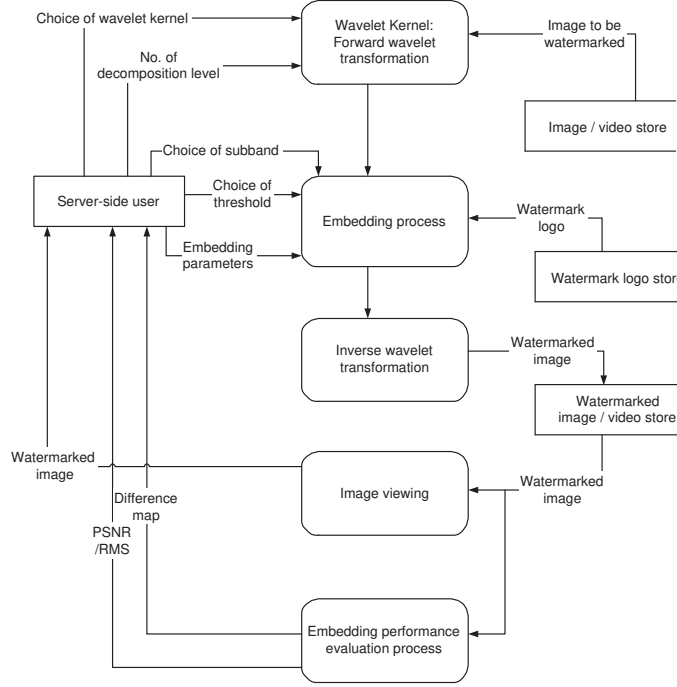 Choice of wavelet kernel
Wavelet Kernel:
Forward wavelet
transformation
Image to be
watermarked
No. of
decomposition level
Image / video store
Choice of subband
Server-side user
Choice of
threshold
Embedding process
Watermark
logo
Embedding
parameters
Watermark logo store
Inverse wavelet
transformation
Watermarked
image
Watermarked
image / video store
Watermarked
image
Image viewing
Watermarked
image
Difference
map
PSNR
/RMS
Embedding performance
evaluation process